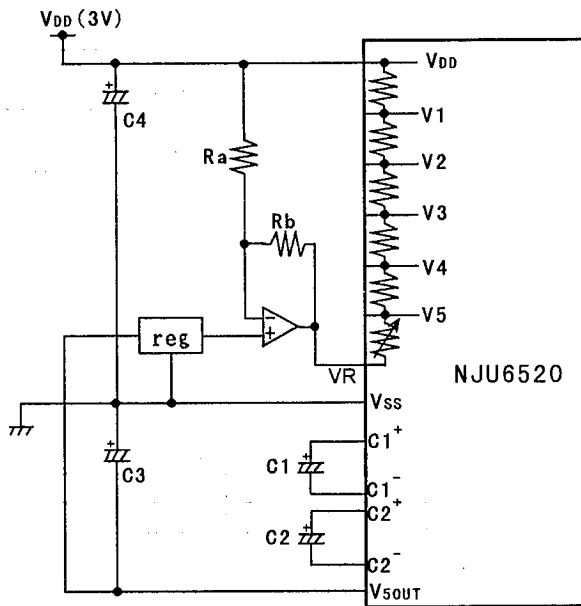 VDD(3V)
VDD
C4
V1
Ra
V2
Rb
V3
V4
V5
reg
VR
NJU6520
VSS
C1+
C3
C1
C1-
C2+
C2
C2-
V5OUT